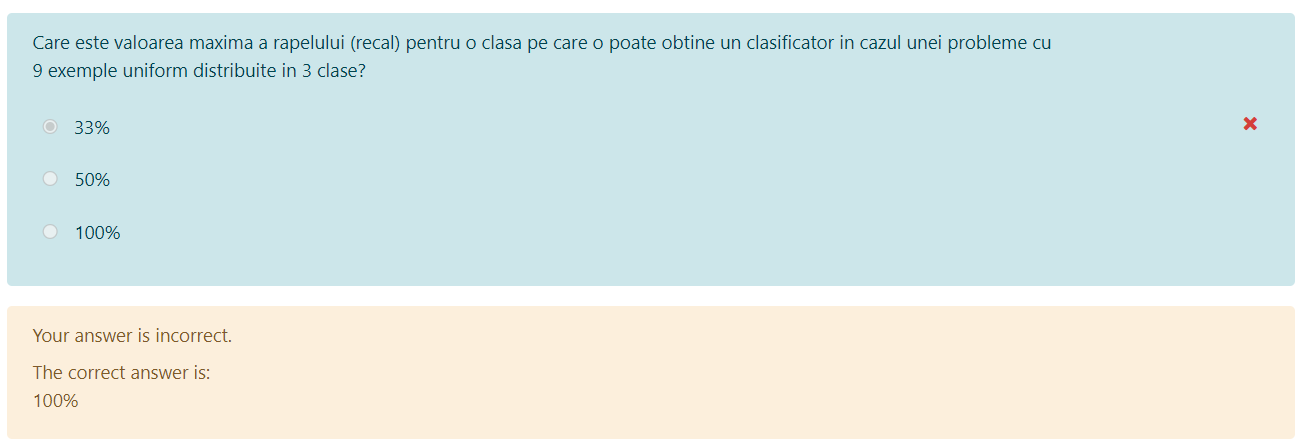 Care este valoarea maxima a rapelului (recal) pentru o clasa pe care o poate obtine un clasificator in cazul unei probleme cu
9 exemple uniform distribuite in 3 clase?
33%
50%
100%
Your answer is incorrect.
The correct answer is:
100%